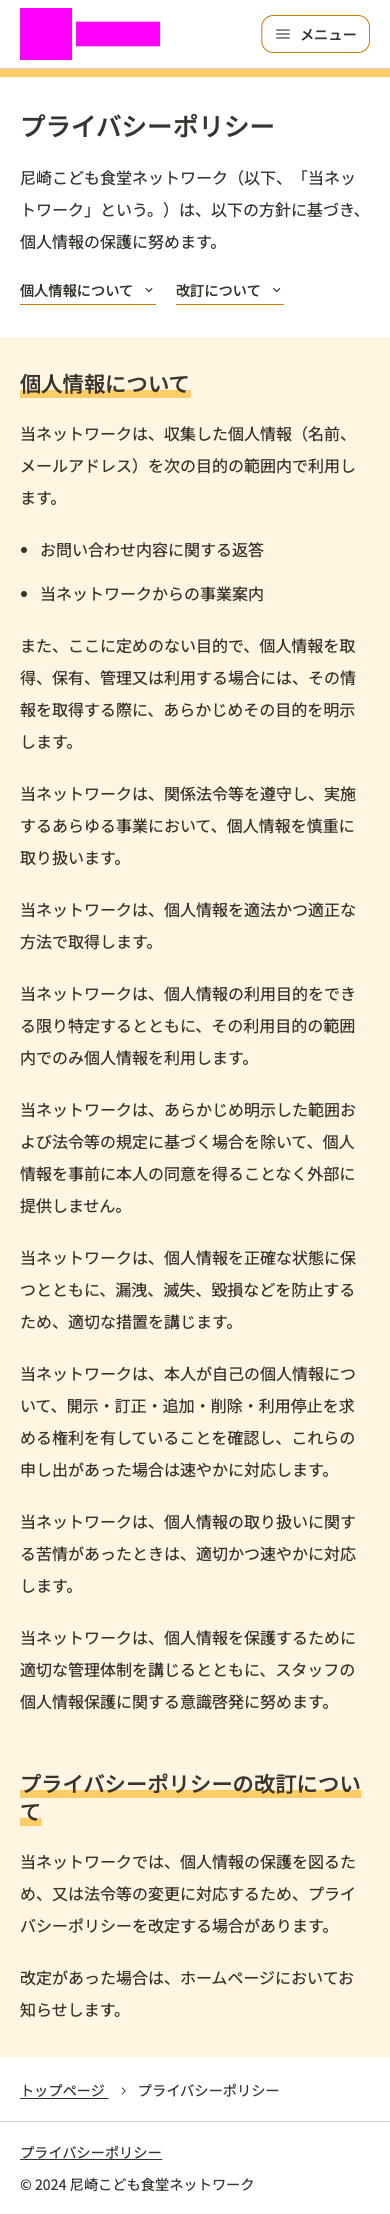 メニュー
プライバシーポリシー
尼崎こども食堂ネットワーク（以下、「当ネッ
トワーク」という。）は、以下の方針に基づき、
個人情報の保護に努めます。
個人情報について 改訂について
個人情報について
当ネットワークは、収集した個人情報（名前、
メールアドレス）を次の目的の範囲内で利用し
ます。
• お問い合わせ内容に関する返答
• 当ネットワークからの事業案内
また、ここに定めのない目的で、個人情報を取
得、保有、管理又は利用する場合には、その情
報を取得する際に、あらかじめその目的を明示
します。
当ネットワークは、関係法令等を遵守し、実施
するあらゆる事業において、個人情報を慎重に
取り扱います。
当ネットワークは、個人情報を適法かつ適正な
方法で取得します。
当ネットワークは、個人情報の利用目的をでき
る限り特定するとともに、その利用目的の範囲
内でのみ個人情報を利用します。
当ネットワークは、あらかじめ明示した範囲お
よび法令等の規定に基づく場合を除いて、個人
情報を事前に本人の同意を得ることなく外部に
提供しません。
当ネットワークは、個人情報を正確な状態に保
つとともに、漏洩、滅失、毀損などを防止する
ため、適切な措置を講じます。
当ネットワークは、本人が自己の個人情報につ
いて、開示・訂正・追加・削除・利用停止を求
める権利を有していることを確認し、これらの
申し出があった場合は速やかに対応します。
当ネットワークは、個人情報の取り扱いに関す
る苦情があったときは、適切かつ速やかに対応
します。
当ネットワークは、個人情報を保護するために
適切な管理体制を講じるとともに、スタッフの
個人情報保護に関する意識啓発に努めます。
プライバシーポリシーの改訂につい
て
当ネットワークでは、個人情報の保護を図るた
め、又は法令等の変更に対応するため、プライ
バシーポリシーを改定する場合があります。
改定があった場合は、ホームページにおいてお
知らせします。
トップページ > プライバシーポリシー
プライバシーポリシー
© 2024 尼崎こども食堂ネットワーク